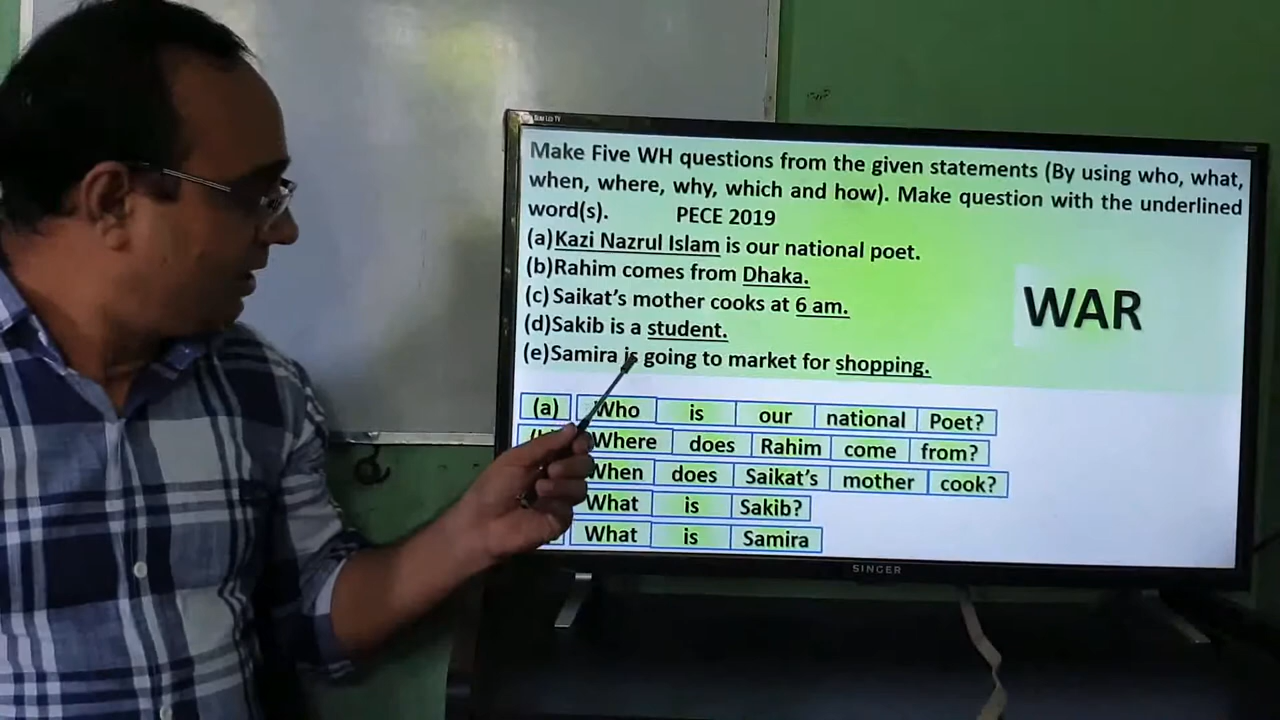 Make Five WH questions from the given statements (By using who, what,
when, where, why, which and how). Make question with the underlined
word(s). PECE 2019
(a)Kazi Nazrul Islam is our national poet.
(b)Rahim comes from Dhaka.
(c) Saikat's mother cooks at 6 am.
(d)Sakib is a student.
(e)Samira is going to market for shopping.
WAR
(a) Who is our national Poet?
Where does Rahim come from?
When does Saikat's mother cook?
What is Sakib?
What is Samira
SINGER